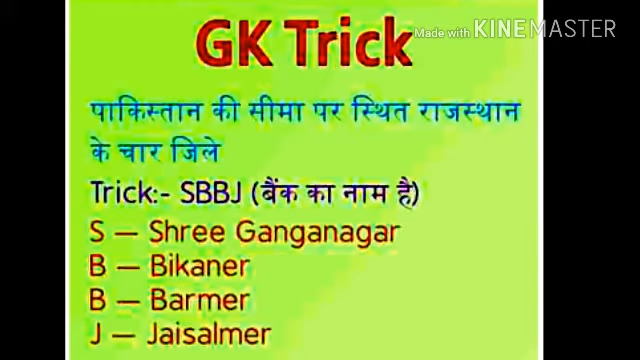 Made with KINEMASTER
GK Trick
पाकिस्तान की सीमा पर स्थित राजस्थान
के चार जिले
Trick:- SBBJ (बैंक का नाम है)
S — Shree Ganganagar
B — Bikaner
B — Barmer
J — Jaisalmer